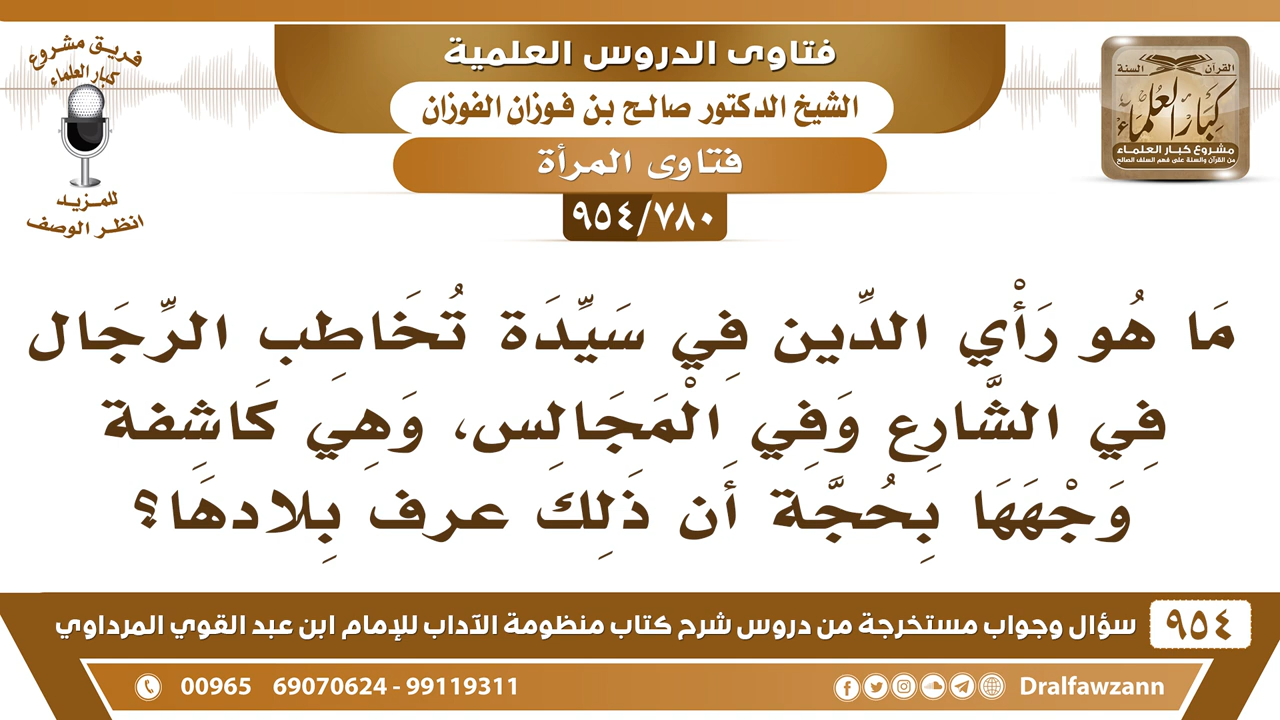 فريق مشروع
كبار العلماء
للمزيد
انظر الوصف
فتاوى الدروس العلمية
الشيخ الدكتور صالح بن فوزان الفوزان
فتاوى المرأة
٩٥٤/٧٨٠
القرآن السنة
كبار العلماء
مشروع كبار العلماء
من القرآن والسنة على فهم السلف الصالح
مَا هُو رَأْي الدِّين فِي سَيِّدَة تُخَاطِب الرِّجَال
فِي الشَّارِع وَفي الْمَجَالِس، وَهِي كَاشِفة
وَجْهَهَا بِحُجَّة أَن ذَلِكَ عرف بِلادهَا؟
٩٥٤ سؤال وجواب مستخرجة من دروس شرح كتاب منظومة الآداب للإمام ابن عبد القوي المرداوي
00965 69070624 - 99119311
Dralfawzann